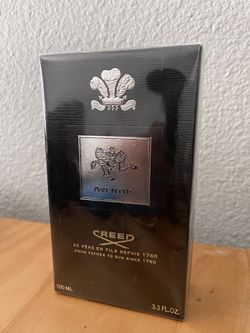 AVENTUS
CREED
DE PÈRE EN FILS DEPUIS 1760
FROM FATHER TO SON SINCE 1760
100 ML
3.3 FL.OZ.